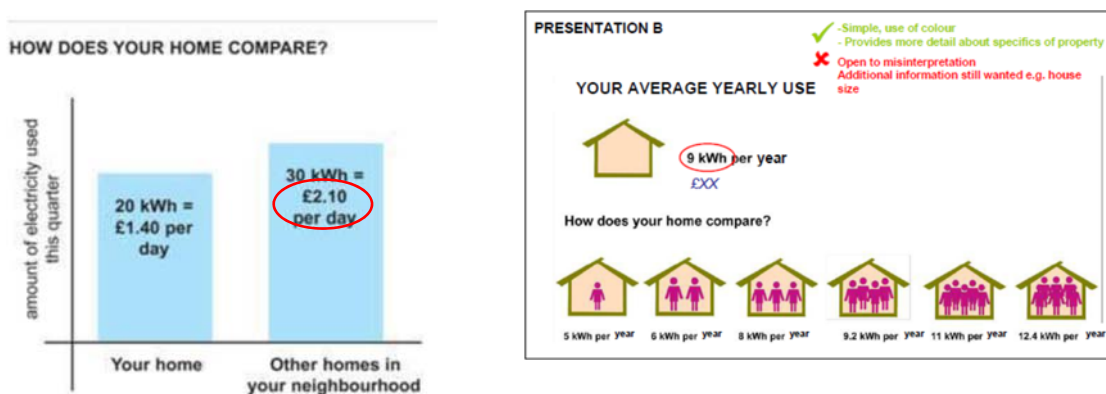 HOW DOES YOUR HOME COMPARE?
amount of electricity used
this quarter
20 kWh =
£1.40 per
day
30 kWh =
£2.10
per day
Your home
Other homes in
your neighbourhood
PRESENTATION B
-Simple, use of colour
- Provides more detail about specifics of property
Open to misinterpretation
Additional information still wanted e.g. house
size
YOUR AVERAGE YEARLY USE
9 kWh per year
£XX
How does your home compare?
5 kWh per year
6 kWh per year
8 kWh per year
9.2 kWh per year
11 kWh per year
12.4 kWh per year